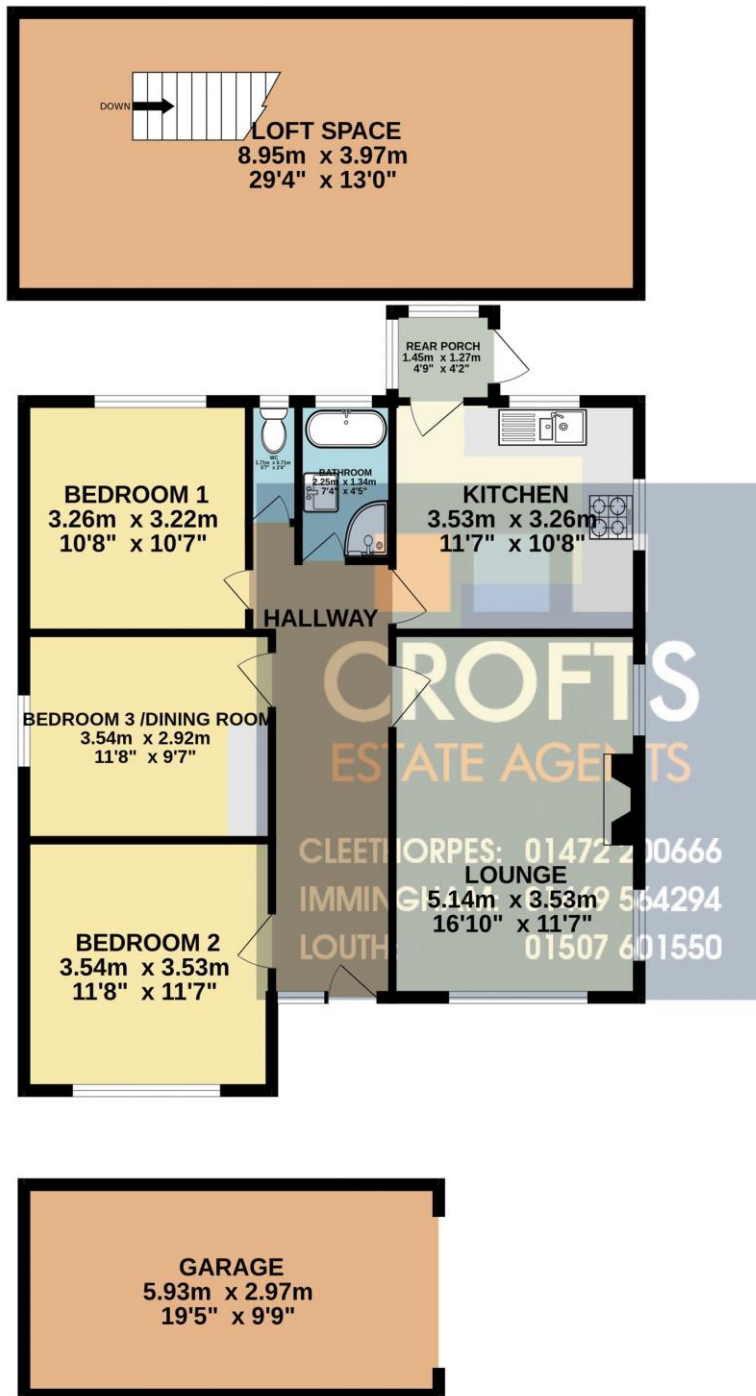 DOWN
LOFT SPACE
8.95m x 3.97m
29'4" x 13'0"
REAR PORCH
1.45m x 1.27m
4'9" x 4'2"
BEDROOM 1
3.26m x 3.22m
10'8" x 10'7"
WC
BATHROOM
2.25m x 1.34m
7'4" x 4'5"
KITCHEN
3.53m x 3.26m
11'7" x 10'8"
HALLWAY
BEDROOM 3 /DINING ROOM
3.54m x 2.92m
11'8" x 9'7"
CROFTS
ESTATE AGENTS
CLEETHORPES: 01472 200666
IMMINGHAM: 564294
LOUTH: 01507 601550
LOUNGE
5.14m x 3.53m
16'10" x 11'7"
BEDROOM 2
3.54m x 3.53m
11'8" x 11'7"
GARAGE
5.93m x 2.97m
19'5" x 9'9"